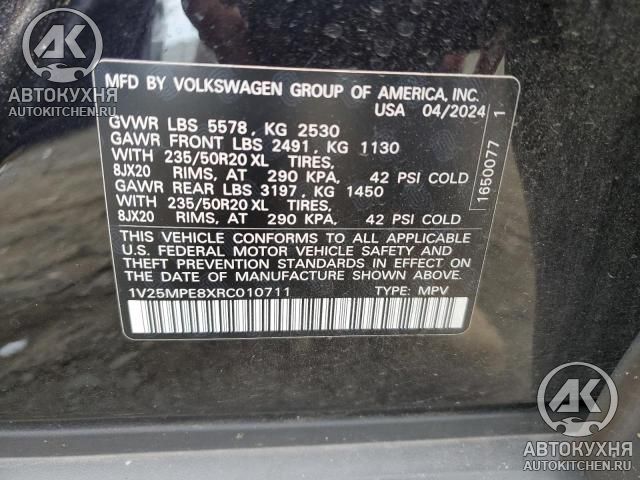 AK
АВТОКУХНЯ
AUTOKITCHEN.RU
MFD BY VOLKSWAGEN GROUP OF AMERICA, INC.
USA 04/2024
GVWR LBS 5578, KG 2530
GAWR FRONT LBS 2491, KG 1130
WITH 235/50R20 XL TIRES,
8JX20 RIMS, AT 290 KPA, 42 PSI COLD
GAWR REAR LBS 3197, KG 1450
WITH 235/50R20 XL TIRES,
8JX20 RIMS, AT 290 KPA, 42 PSI COLD
THIS VEHICLE CONFORMS TO ALL APPLICABLE
U.S. FEDERAL MOTOR VEHICLE SAFETY AND
THEFT PREVENTION STANDARDS IN EFFECT ON
THE DATE OF MANUFACTURE SHOWN ABOVE.
1V25MPE8XRC010711 TYPE: MPV
1650077 1
AK
АВТОКУХНЯ
AUTOKITCHEN.RU